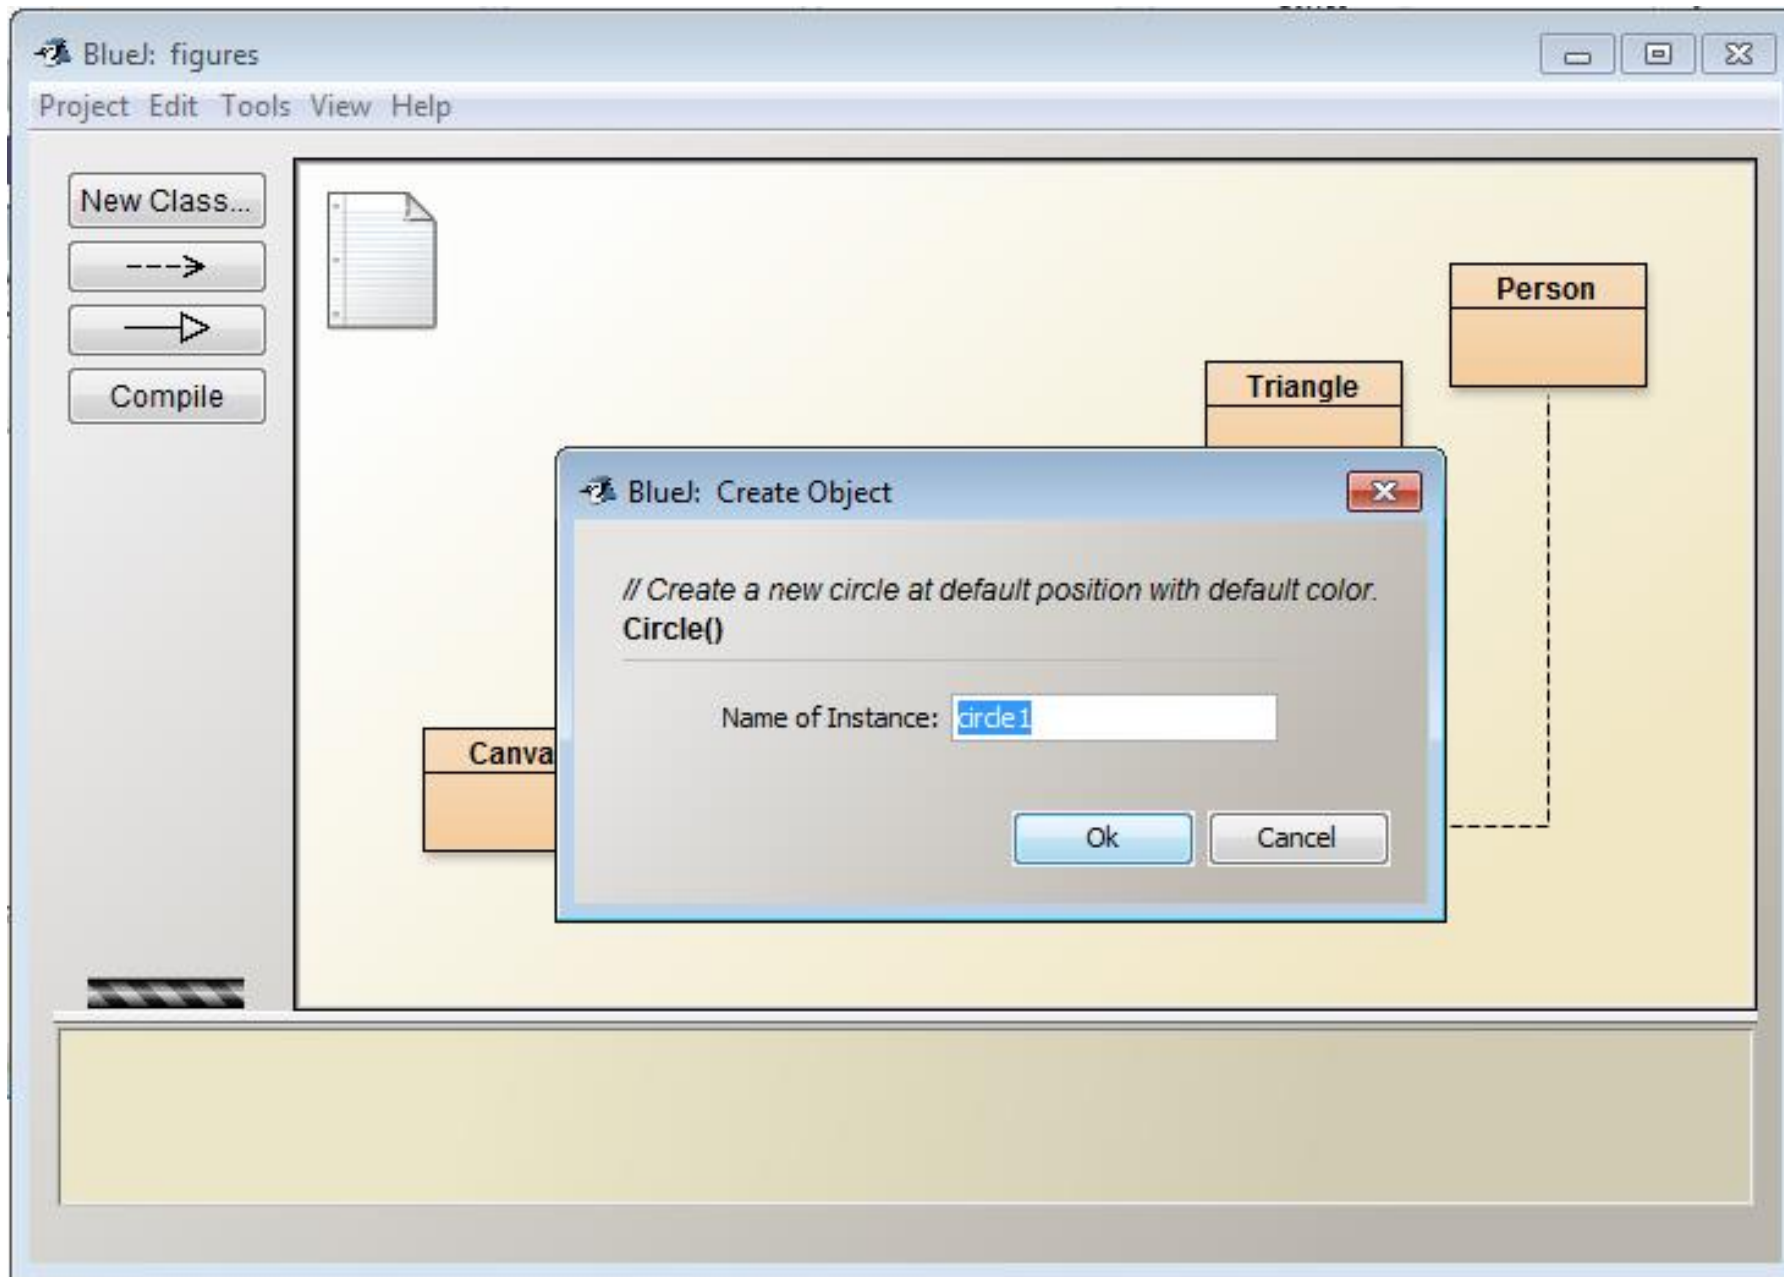 BlueJ: figures
Project Edit Tools View Help
New Class...
Compile
Person
Triangle
Canva
BlueJ: Create Object
// Create a new circle at default position with default color.
Circle()
Name of Instance: circle1
Ok Cancel